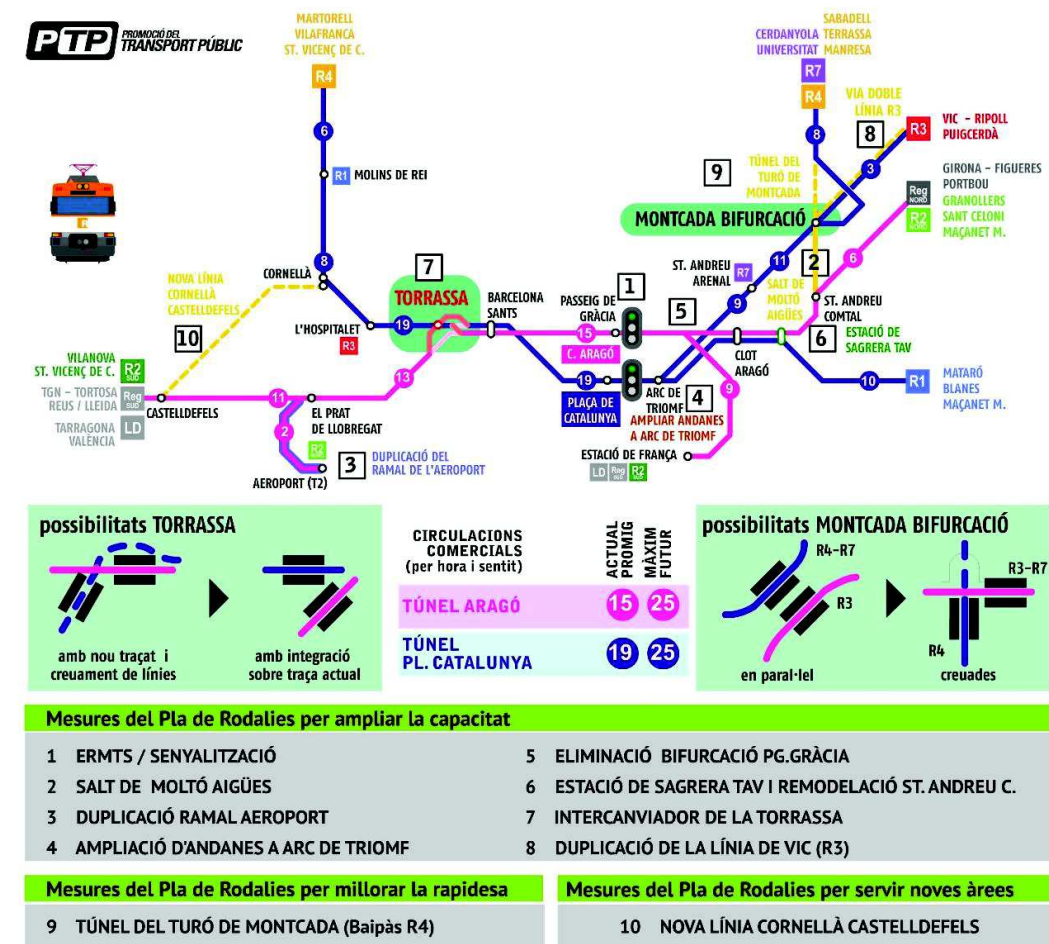 PTP PROMOCIÓ DEL
TRANSPORT PÚBLIC
MARTORELL
VILAFRANCA
ST. VICENÇ DE C.
R4
6
R1 MOLINS DE REI
8
CORNELLÀ
CERDANYOLA
UNIVERSITAT
SABADELL
TERRASSA
MANRESA
R7
R4
8
VIA DOBLE
LÍNIA R3
8
R3
VIC - RIPOLL
PUIGCERDÀ
3
9
TÚNEL DEL
TURÓ DE
MONTCADA
MONTCADA BIFURCACIÓ
Reg
NORD
R2
NORD
GIRONA - FIGUERES
PORTBOU
GRANOLLERS
SANT CELONI
MAÇANET M.
NOVA LÍNIA
CORNELLÀ
CASTELLDEFELS
10
7
TORRASSA
L'HOSPITALET
R3
19
BARCELONA
SANTS
PASSEIG DE
GRÀCIA
1
15
C. ARAGÓ
5
ST. ANDREU
ARENAL
R7
11
9
2
SALT DE
MOLTÓ
AIGÜES
6
ST. ANDREU
COMTAL
6
ESTACIÓ DE
SAGRERA TAV
CLOT
ARAGÓ
19
PLAÇA DE
CATALUNYA
ARC DE
TRIOMF
4
AMPLIAR ANDANES
A ARC DE TRIOMF
9
ESTACIÓ DE FRANÇA
LD Reg SUD R2 SUD
10
R1
MATARÓ
BLANES
MAÇANET M.
VILANOVA
ST. VICENÇ DE C.
R2
SUD
TGN - TORTOSA
REUS / LLEIDA
Reg
SUD
TARRAGONA
VALÈNCIA
LD
CASTELLDEFELS
11
13
EL PRAT
DE LLOBREGAT
R2
2
AEROPORT (T2)
3
DUPLICACIÓ DEL
RAMAL DE L'AEROPORT
possibilitats TORRASSA
amb nou traçat i
creuament de línies
amb integració
sobre traça actual
CIRCULACIONS
COMERCIALS
(per hora i sentit)
ACTUAL
PROMIG
MÀXIM
FUTUR
TÚNEL ARAGÓ 15 25
TÚNEL
PL. CATALUNYA 19 25
possibilitats MONTCADA BIFURCACIÓ
R4-R7
R3
en paral·lel
R3-R7
R4
creuades
Mesures del Pla de Rodalies per ampliar la capacitat
1 ERMTS / SENYALITZACIÓ
2 SALT DE MOLTÓ AIGÜES
3 DUPLICACIÓ RAMAL AEROPORT
4 AMPLIACIÓ D'ANDANES A ARC DE TRIOMF
5 ELIMINACIÓ BIFURCACIÓ PG.GRÀCIA
6 ESTACIÓ DE SAGRERA TAV I REMODELACIÓ ST. ANDREU C.
7 INTERCANVIADOR DE LA TORRASSA
8 DUPLICACIÓ DE LA LÍNIA DE VIC (R3)
Mesures del Pla de Rodalies per millorar la rapidesa
9 TÚNEL DEL TURÓ DE MONTCADA (Baipàs R4)
Mesures del Pla de Rodalies per servir noves àrees
10 NOVA LÍNIA CORNELLÀ CASTELLDEFELS